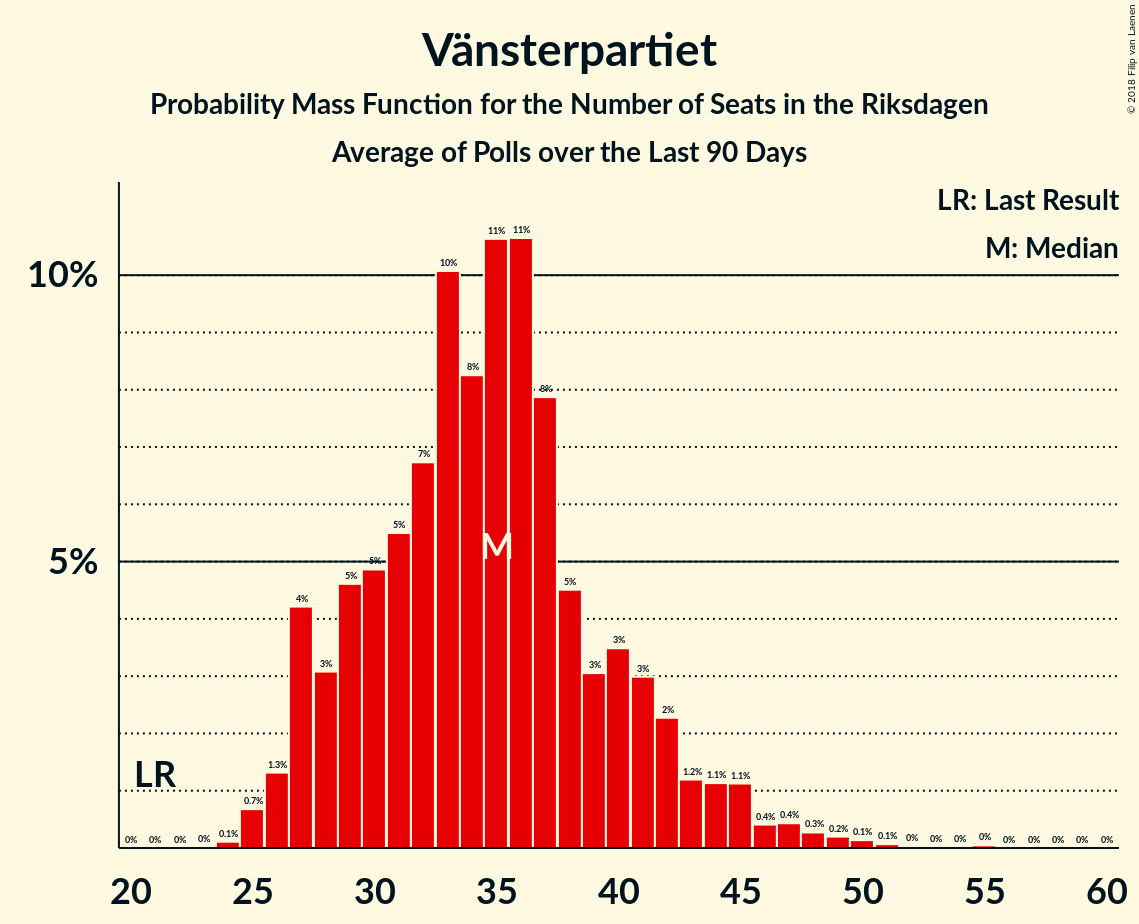 Vänsterpartiet
Probability Mass Function for the Number of Seats in the Riksdagen
Average of Polls over the Last 90 Days
© 2018 Filip van Laenen
LR: Last Result
M: Median
10%
5%
LR
M
0% 0% 0% 0% 0.1% 0.7% 1.3% 4% 3% 5% 5% 5% 7% 10% 8% 11% 11% 8% 5% 3% 3% 3% 2% 1.2% 1.1% 1.1% 0.4% 0.4% 0.3% 0.2% 0.1% 0.1% 0% 0% 0% 0% 0% 0% 0% 0% 0%
20 25 30 35 40 45 50 55 60